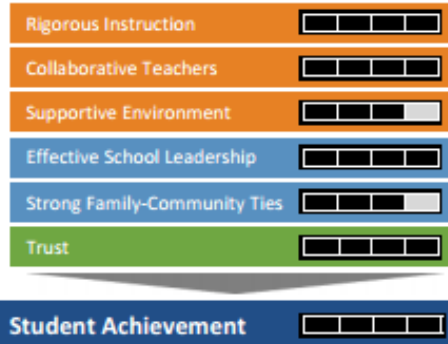 Rigorous Instruction
Collaborative Teachers
Supportive Environment
Effective School Leadership
Strong Family-Community Ties
Trust
Student Achievement